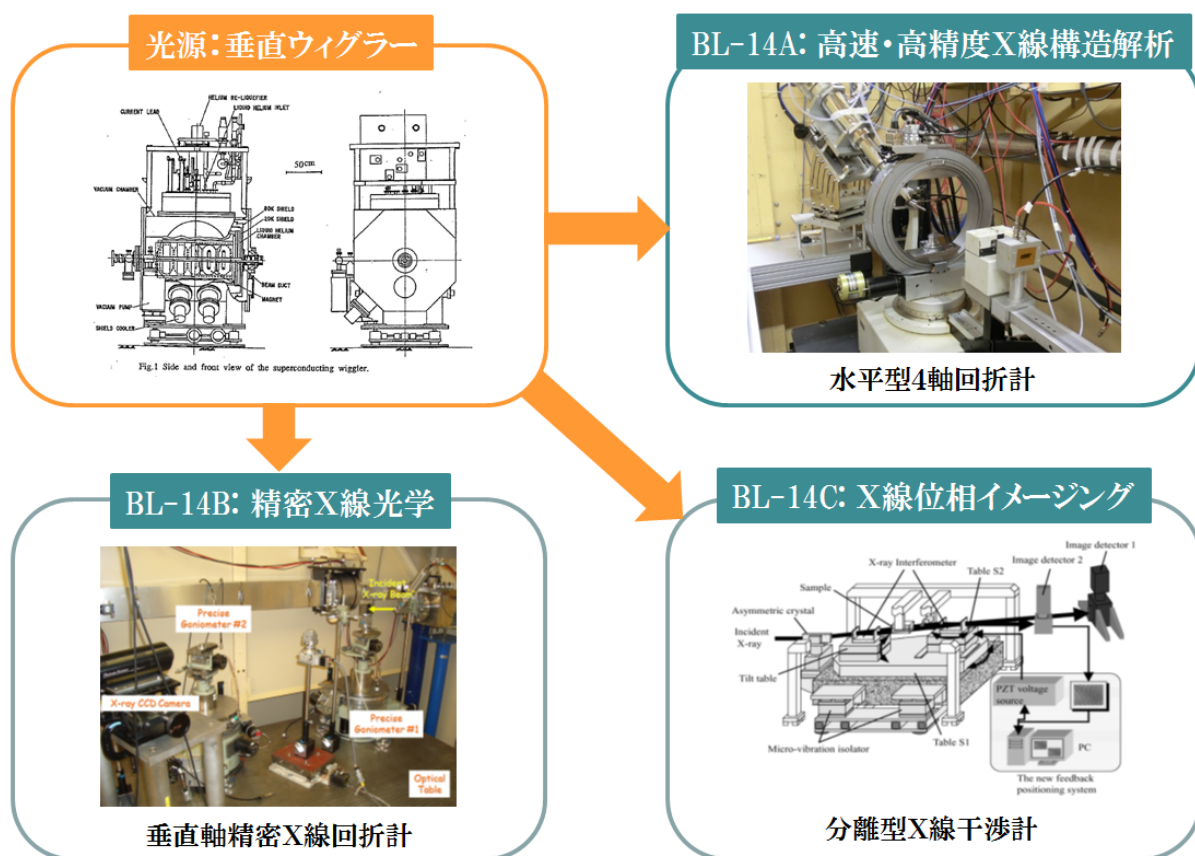 光源:垂直ウィグラー
HELIUM RE-LIQUEFIER
LIQUID HELIUM INLET
CURRENT LEAD
50cm
VACUUM CHAMBER
80K SHIELD
20K SHIELD
LIQUID HELIUM
CHAMBER
BEAM DUCT
MAGNET
VACUUM PUMP
SHIELD COOLER
Fig.1 Side and front view of the superconducting wiggler.
BL-14A: 高速・高精度X線構造解析
水平型4軸回折計
BL-14B: 精密X線光学
Incident
X-ray Beam
Precise
Goniometer #2
X-ray CCD Camera
Precise
Goniometer #1
Optical
Table
垂直軸精密X線回折計
BL-14C: X線位相イメージング
Image detector 1
Image detector 2
X-ray Interferometer
Table S2
Sample
Asymmetric crystal
Incident
X-ray
Tilt table
PZT voltage
source
Table S1
Micro-vibration isolator
PC
The new feedback
positioning system
分離型X線干渉計